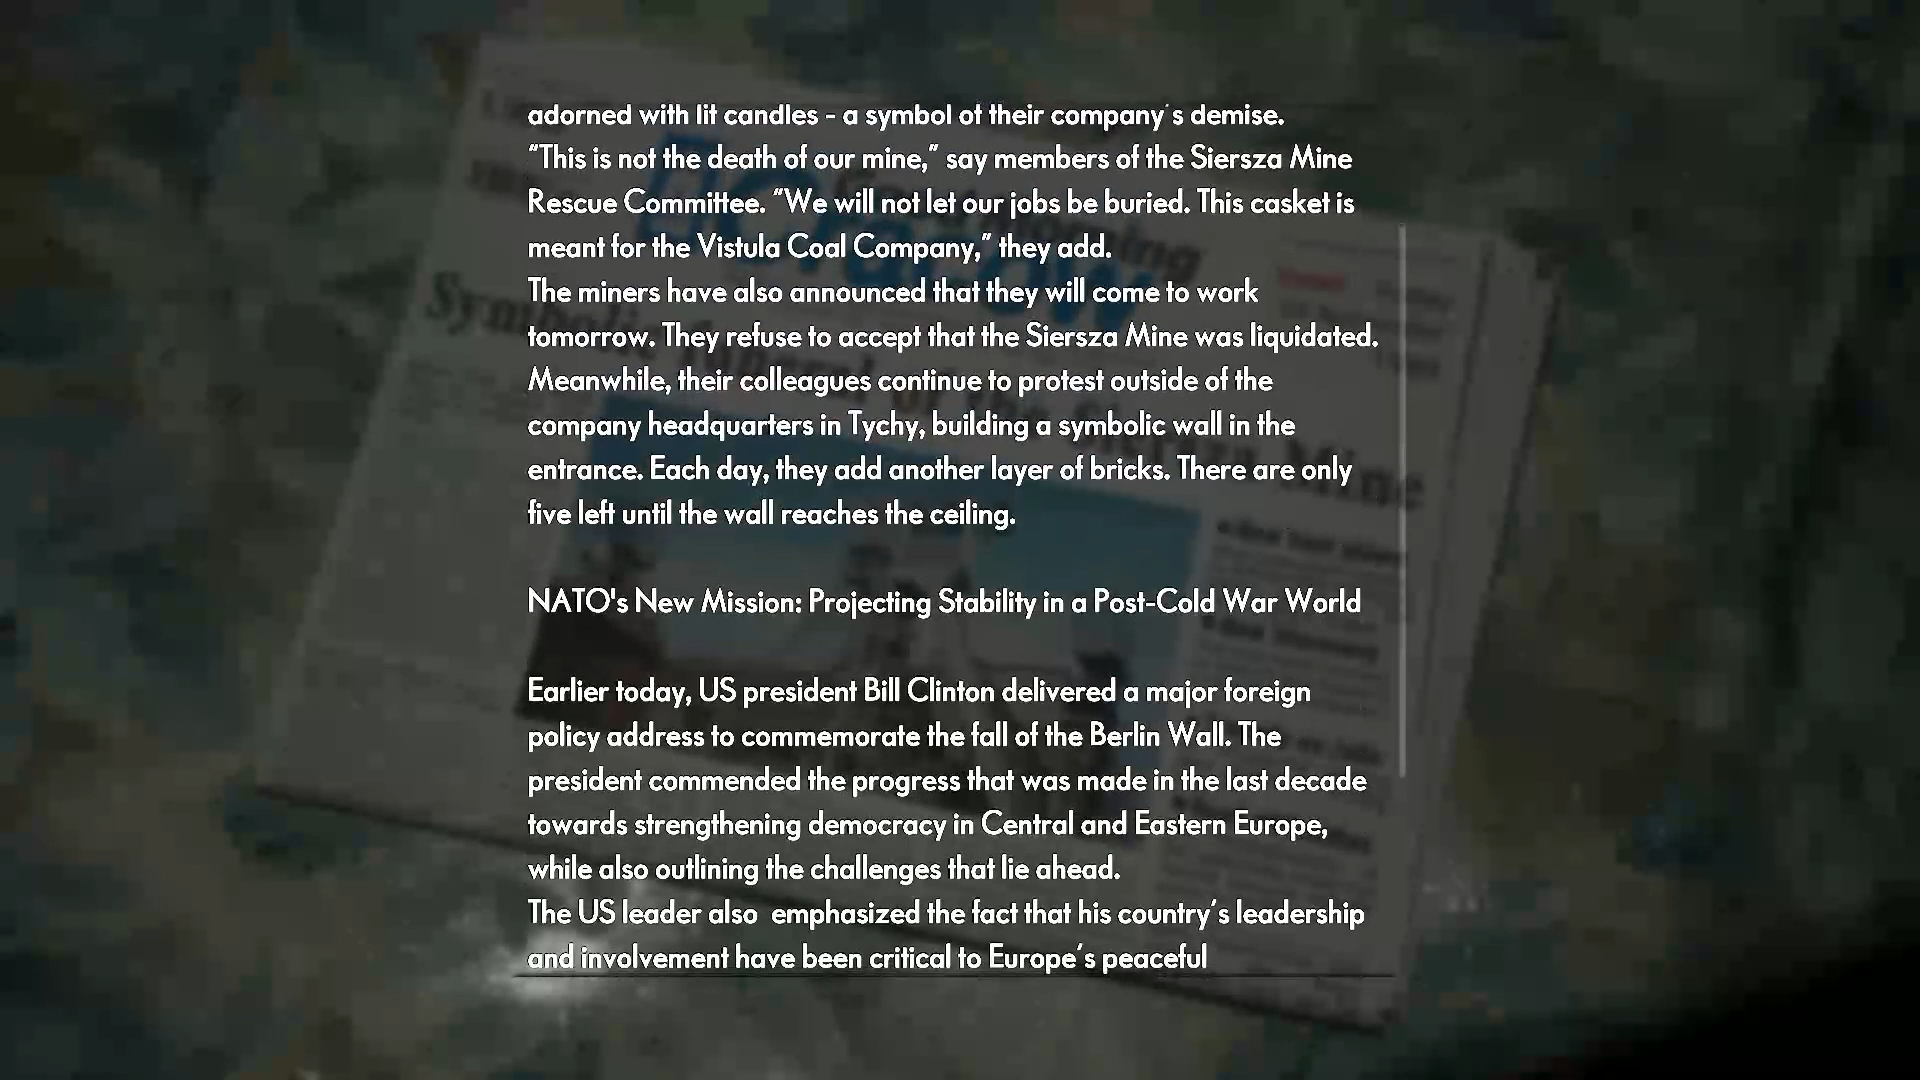 adorned with lit candles - a symbol of their company's demise.
"This is not the death of our mine," say members of the Siersza Mine
Rescue Committee. "We will not let our jobs be buried. This casket is
meant for the Vistula Coal Company," they add.
The miners have also announced that they will come to work
tomorrow. They refuse to accept that the Siersza Mine was liquidated.
Meanwhile, their colleagues continue to protest outside of the
company headquarters in Tychy, building a symbolic wall in the
entrance. Each day, they add another layer of bricks. There are only
five left until the wall reaches the ceiling.
NATO's New Mission: Projecting Stability in a Post-Cold War World
Earlier today, US president Bill Clinton delivered a major foreign
policy address to commemorate the fall of the Berlin Wall. The
president commended the progress that was made in the last decade
towards strengthening democracy in Central and Eastern Europe,
while also outlining the challenges that lie ahead.
The US leader also emphasized the fact that his country's leadership
and involvement have been critical to Europe's peaceful